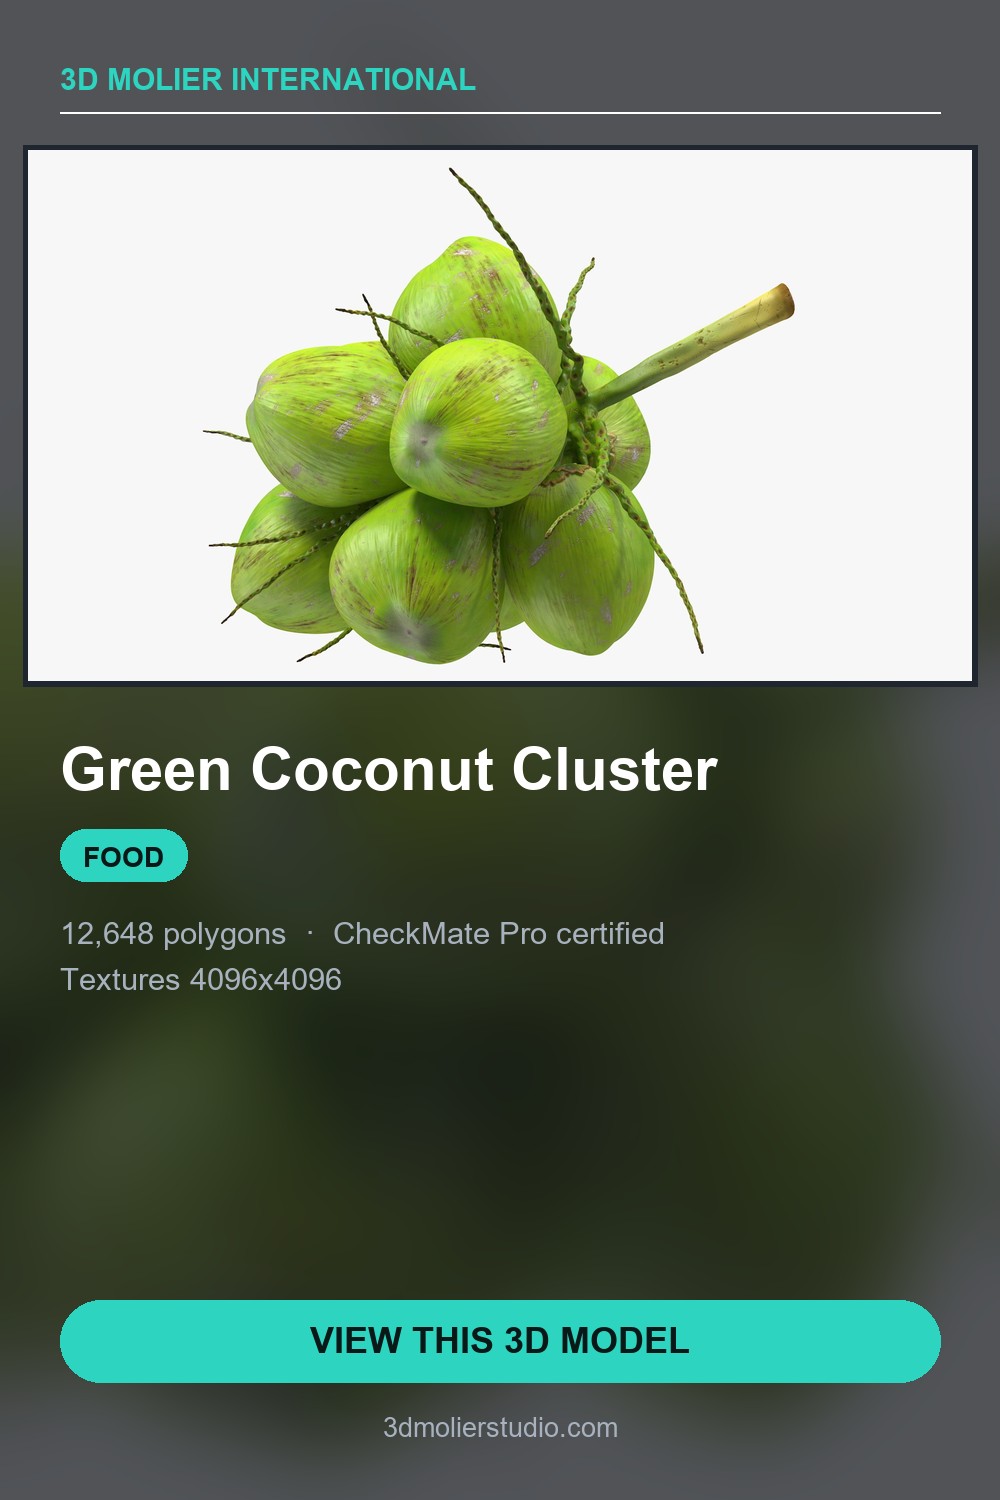 3D MOLIER INTERNATIONAL
Green Coconut Cluster
FOOD
12,648 polygons · CheckMate Pro certified
Textures 4096x4096
VIEW THIS 3D MODEL
3dmolierstudio.com